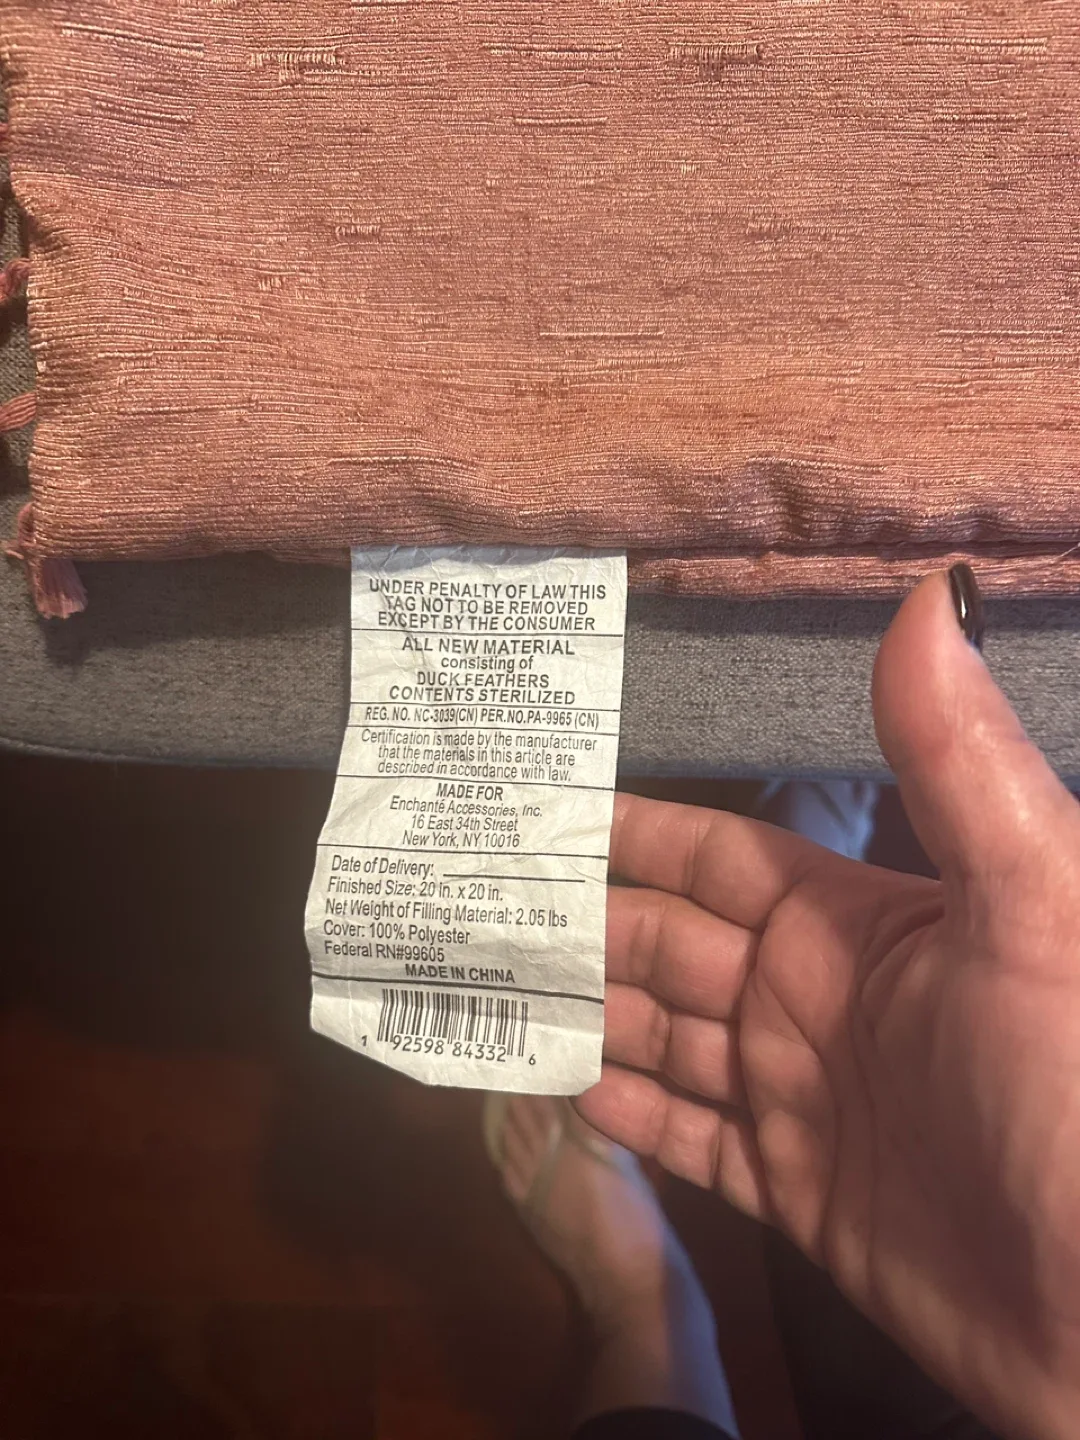 UNDER PENALTY OF LAW THIS
TAG NOT TO BE REMOVED
EXCEPT BY THE CONSUMER
ALL NEW MATERIAL
consisting of
DUCK FEATHERS
CONTENTS STERILIZED
REG. NO. NC-3039(CN) PER.NO.PA-9965 (CN)
Certification is made by the manufacturer
that the materials in this article are
described in accordance with law.
MADE FOR
Enchanté Accessories, Inc.
16 East 34th Street
New York, NY 10016
Date of Delivery:
Finished Size: 20 in. x 20 in.
Net Weight of Filling Material: 2.05 lbs
Cover: 100% Polyester
Federal RN#99605
MADE IN CHINA
1 92598 84332 6